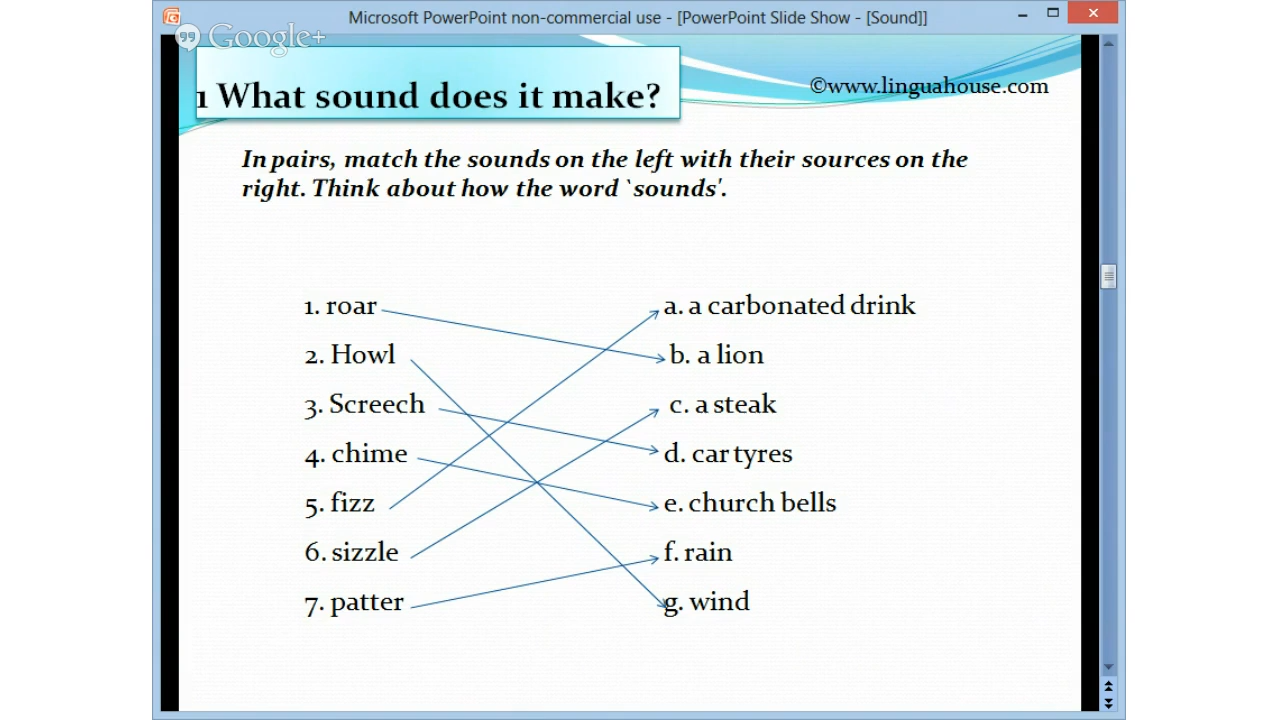 Microsoft PowerPoint non-commercial use - [PowerPoint Slide Show - [Sound]]
Google+
1 What sound does it make?
©www.linguahouse.com
In pairs, match the sounds on the left with their sources on the
right. Think about how the word `sounds'.
1. roar
2. Howl
3. Screech
4. chime
5. fizz
6. sizzle
7. patter
a. a carbonated drink
b. a lion
c. a steak
d. car tyres
e. church bells
f. rain
g. wind